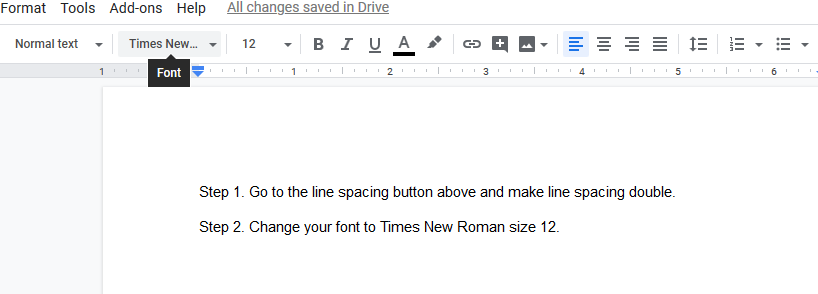 Format Tools Add-ons Help All changes saved in Drive
Normal text Times New... 12 B I U A
Font
1 1 2 3 4 5 6
Step 1. Go to the line spacing button above and make line spacing double.
Step 2. Change your font to Times New Roman size 12.